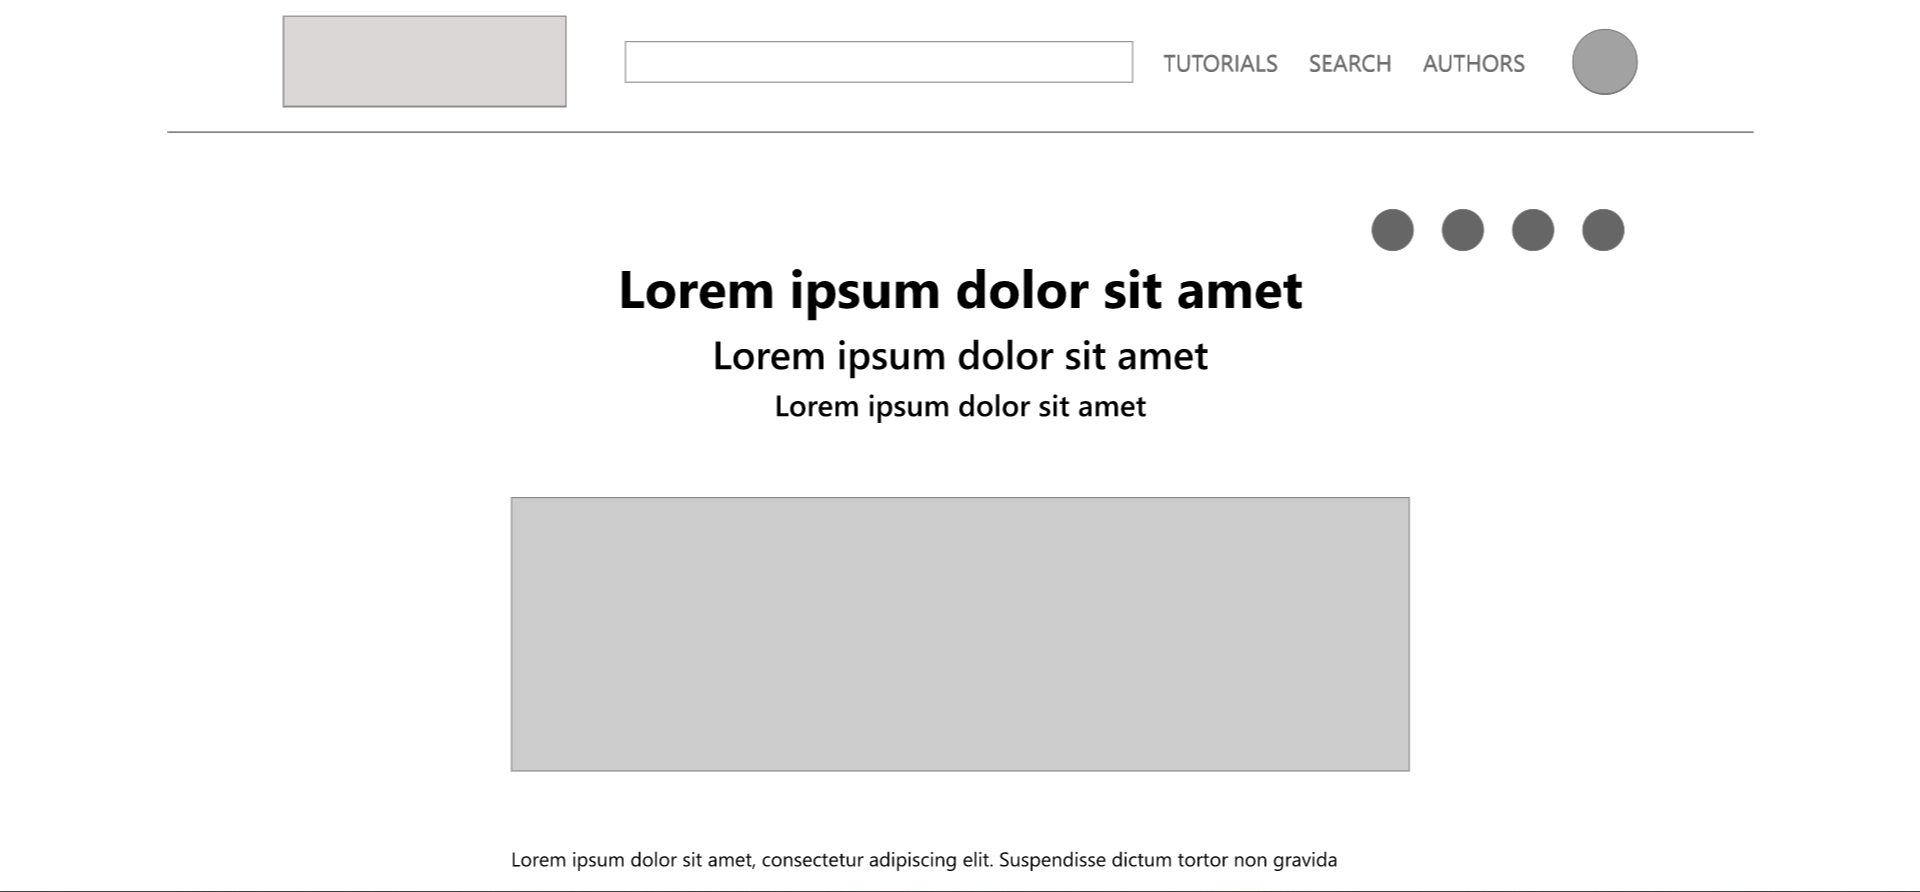 TUTORIALS SEARCH AUTHORS
Lorem ipsum dolor sit amet
Lorem ipsum dolor sit amet
Lorem ipsum dolor sit amet
Lorem ipsum dolor sit amet, consectetur adipiscing elit. Suspendisse dictum tortor non gravida